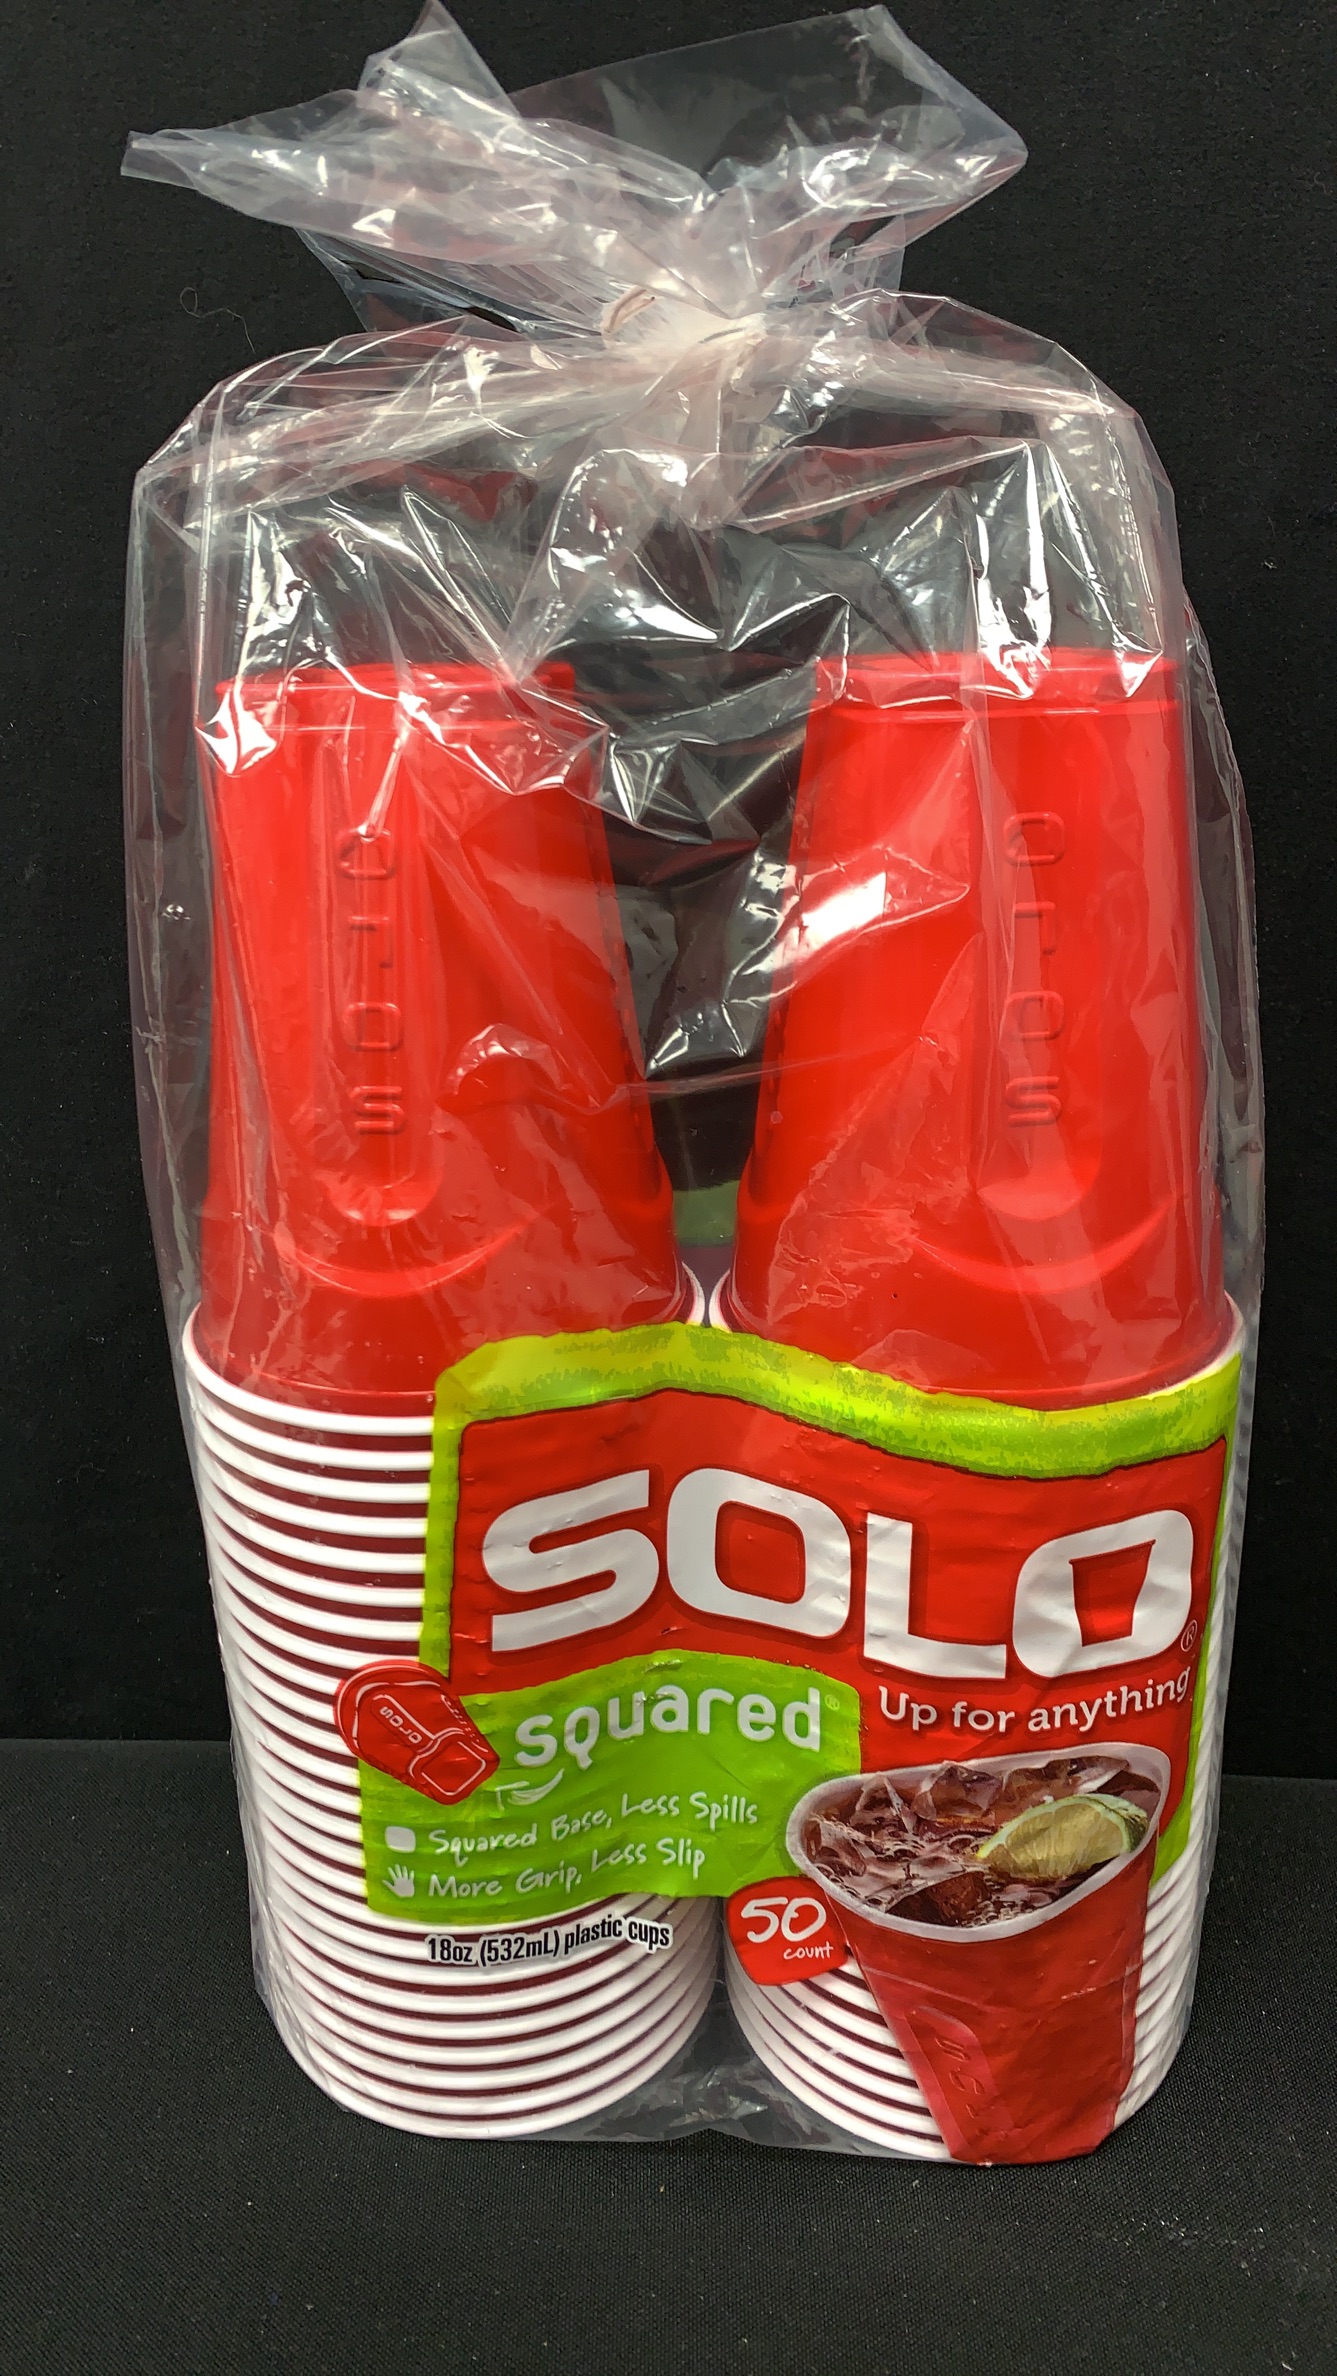 SOLO
SOLO
SOLO®
Up for anything
squared®
SOLO
Squared Base, Less Spills
More Grip, Less Slip
50
count
18oz (532mL) plastic cups